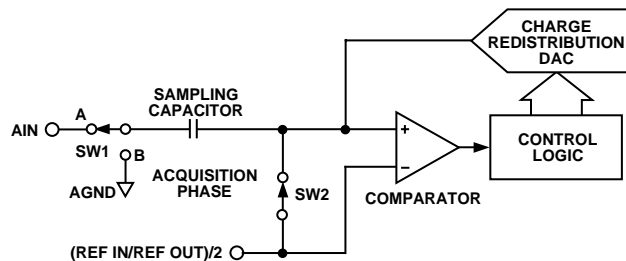 CHARGE
REDISTRIBUTION
DAC
SAMPLING
CAPACITOR
A
AIN
SW1
B
AGND
ACQUISITION
PHASE
SW2
+
–
COMPARATOR
CONTROL
LOGIC
(REF IN/REF OUT)/2